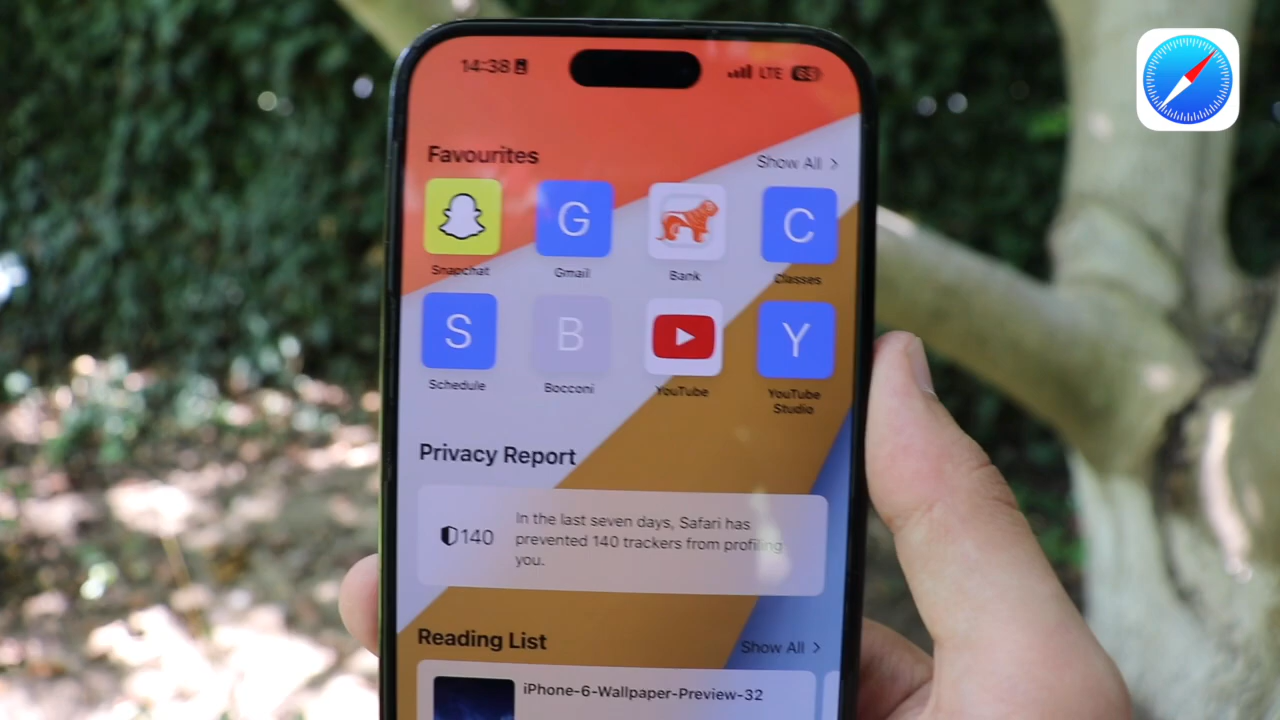 14:38
LTE 65
Favourites
Show All >
G
C
Snapchat
Gmail
Bank
Classes
S
B
Y
Schedule
Bocconi
YouTube
YouTube
Studio
Privacy Report
140
In the last seven days, Safari has
prevented 140 trackers from profiling
you.
Reading List
Show All >
iPhone-6-Wallpaper-Preview-32